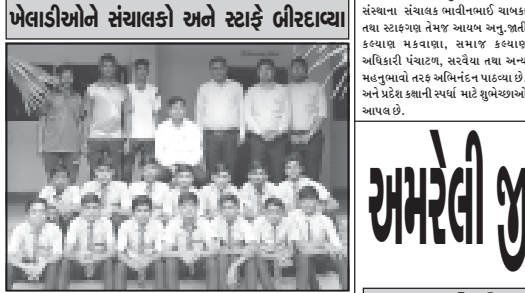 ખેલાડીઓને સંચાલકો અને સ્ટાફે બીરદાવ્યા
સંસ્થાના સંચાલક ભાવીનભાઈ ચાબક
તથા સ્ટાફગણ તેમજ આયબ અનુ.જાતી
કલ્યાણ મકવાણા, સમાજ કલ્યાણ
અધિકારી પંચાટળ, સરવૈયા તથા અન્ય
મહનુભાવો તરફ અભિનંદન પાઠવ્યા છે.
અને પ્રદેશ કક્ષાની સ્પર્ધા માટે શુભેચ્છાઓ
આપલ છે.
અમરેલી જી